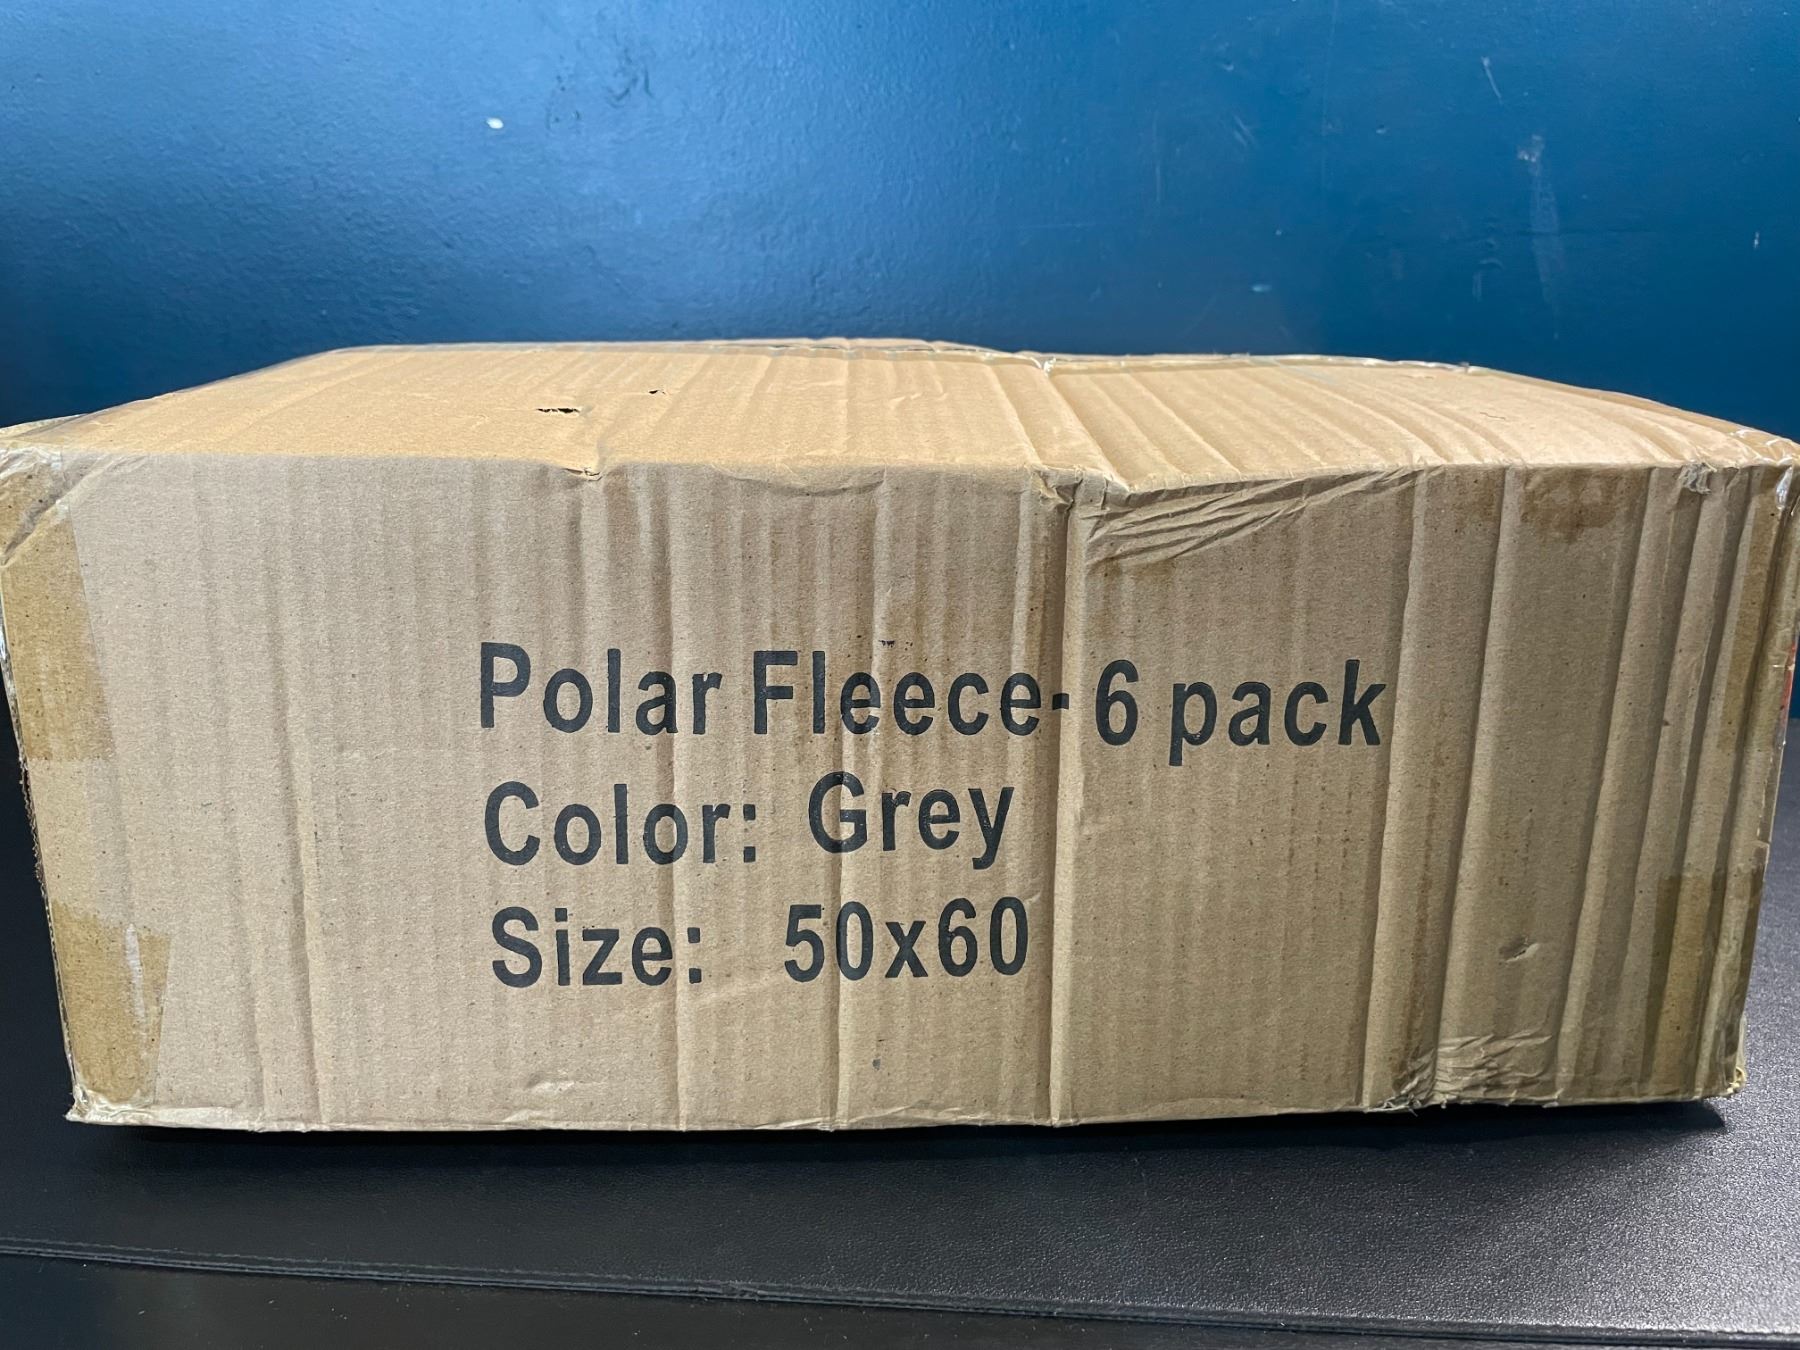 Polar Fleece- 6 pack
Color: Grey
Size: 50x60